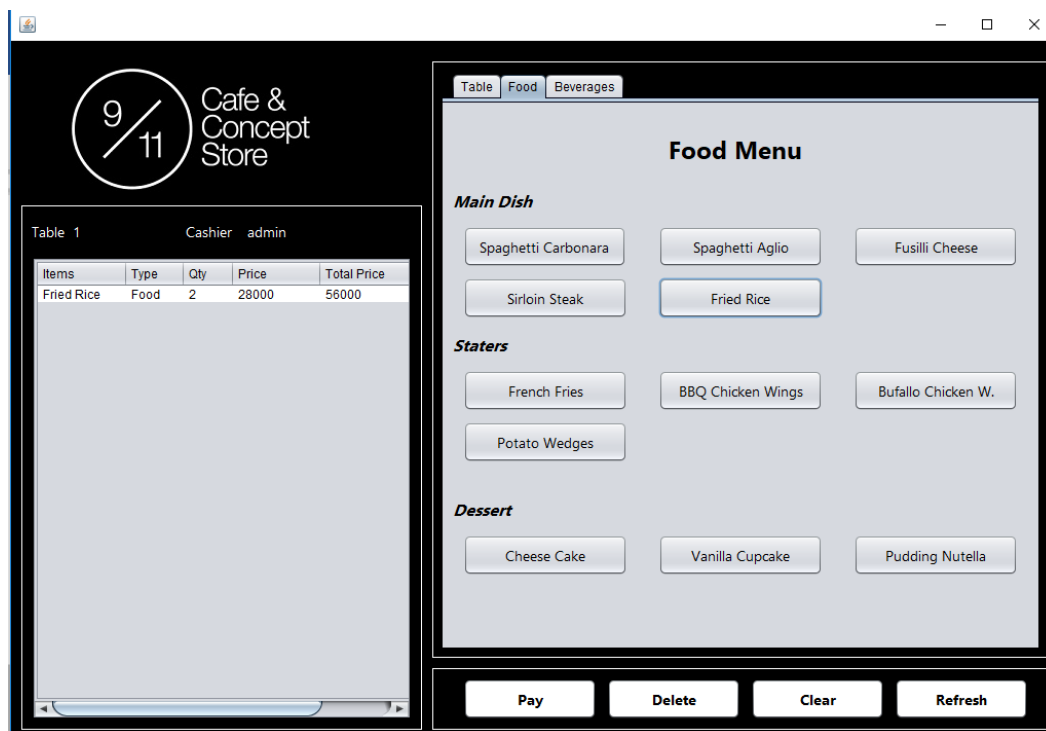 9/11
Cafe &
Concept
Store
Table 1 Cashier admin
Items Type Qty Price Total Price
Fried Rice Food 2 28000 56000
Table Food Beverages
Food Menu
Main Dish
Spaghetti Carbonara Spaghetti Aglio Fusilli Cheese
Sirloin Steak Fried Rice
Staters
French Fries BBQ Chicken Wings Bufallo Chicken W.
Potato Wedges
Dessert
Cheese Cake Vanilla Cupcake Pudding Nutella
Pay Delete Clear Refresh